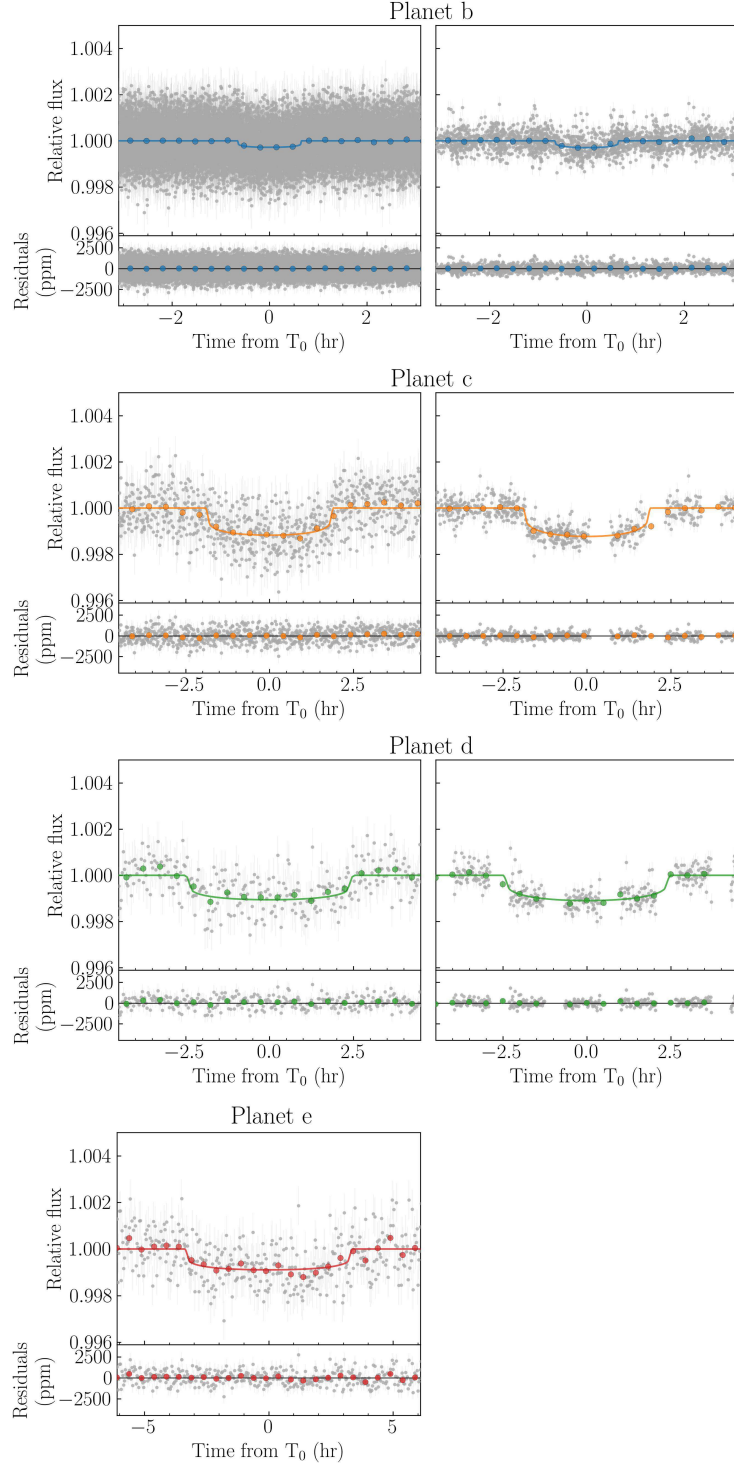 Planet b
1.004
1.002
1.000
0.998
0.996
Relative flux
2500
0
−2500
Residuals
(ppm)
−2 0 2 −2 0 2
Time from T₀ (hr) Time from T₀ (hr)
Planet c
1.004
1.002
1.000
0.998
0.996
Relative flux
2500
0
−2500
Residuals
(ppm)
−2.5 0.0 2.5 −2.5 0.0 2.5
Time from T₀ (hr) Time from T₀ (hr)
Planet d
1.004
1.002
1.000
0.998
0.996
Relative flux
2500
0
−2500
Residuals
(ppm)
−2.5 0.0 2.5 −2.5 0.0 2.5
Time from T₀ (hr) Time from T₀ (hr)
Planet e
1.004
1.002
1.000
0.998
0.996
Relative flux
2500
0
−2500
Residuals
(ppm)
−5 0 5
Time from T₀ (hr)